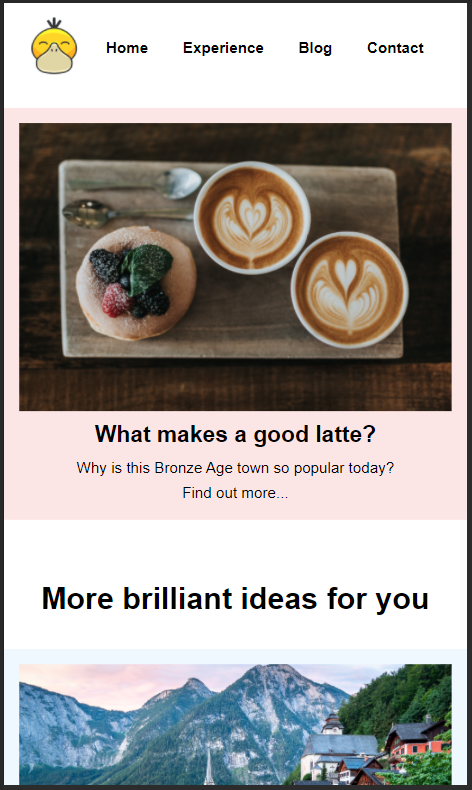 Home Experience Blog Contact
What makes a good latte?
Why is this Bronze Age town so popular today?
Find out more...
More brilliant ideas for you